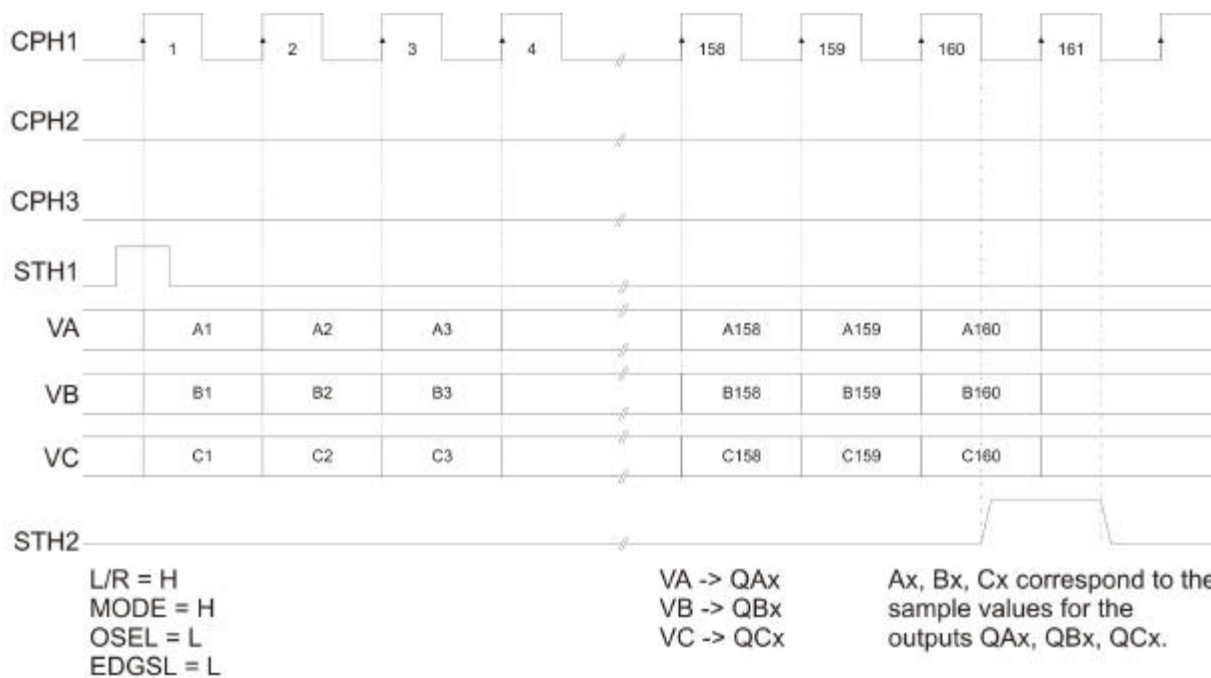 CPH1 1 2 3 4 158 159 160 161
CPH2
CPH3
STH1
VA A1 A2 A3 A158 A159 A160
VB B1 B2 B3 B158 B159 B160
VC C1 C2 C3 C158 C159 C160
STH2
L/R = H
MODE = H
OSEL = L
EDGSL = L
VA -> QAx
VB -> QBx
VC -> QCx
Ax, Bx, Cx correspond to the
sample values for the
outputs QAx, QBx, QCx.